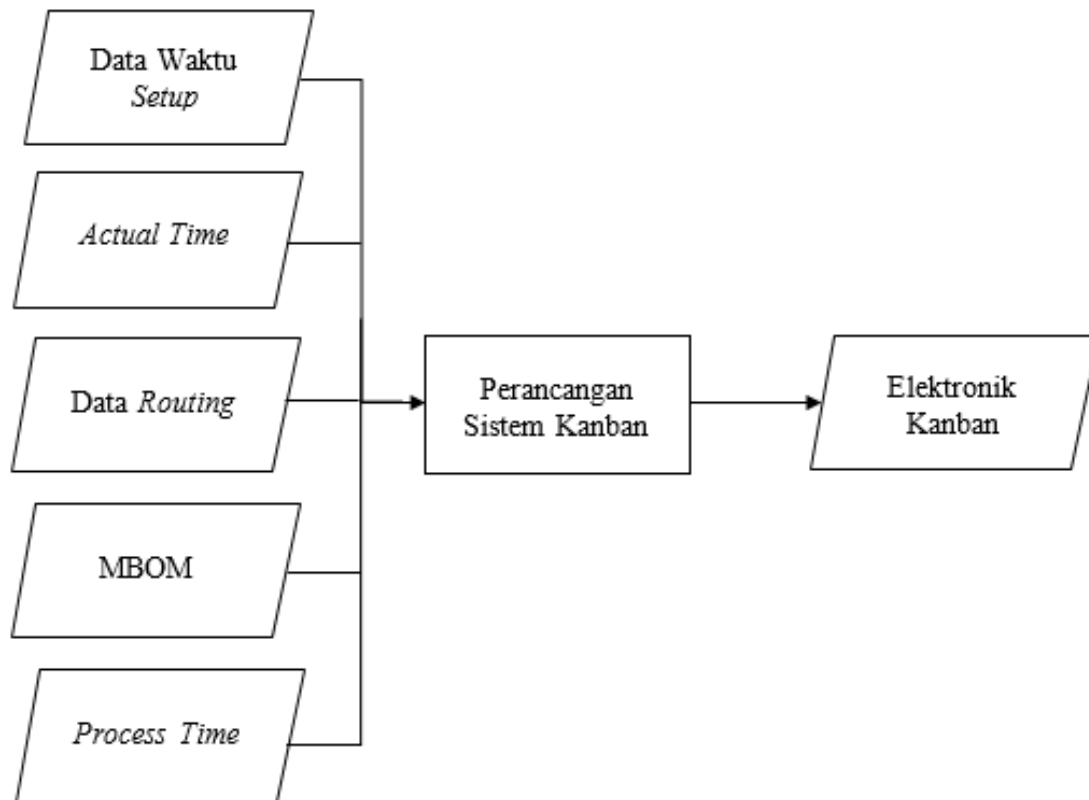 Data Waktu
Setup
Actual Time
Data Routing
MBOM
Process Time
Perancangan
Sistem Kanban
Elektronik
Kanban